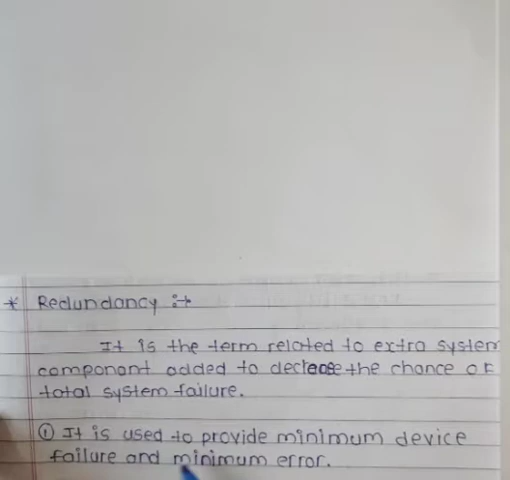 * Redundancy :→
It is the term related to extra system
componant added to decrease the chance of
total system failure.
① It is used to provide minimum device
failure and minimum error.